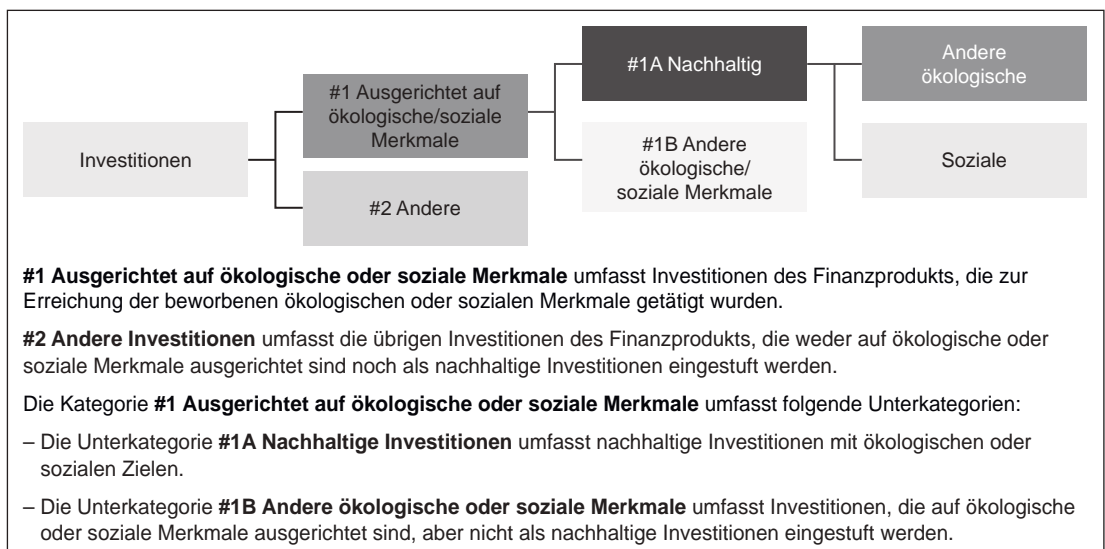 Investitionen
#1 Ausgerichtet auf
ökologische/soziale
Merkmale
#2 Andere
#1A Nachhaltig
#1B Andere
ökologische/
soziale Merkmale
Andere
ökologische
Soziale
#1 Ausgerichtet auf ökologische oder soziale Merkmale umfasst Investitionen des Finanzprodukts, die zur
Erreichung der beworbenen ökologischen oder sozialen Merkmale getätigt wurden.
#2 Andere Investitionen umfasst die übrigen Investitionen des Finanzprodukts, die weder auf ökologische oder
soziale Merkmale ausgerichtet sind noch als nachhaltige Investitionen eingestuft werden.
Die Kategorie #1 Ausgerichtet auf ökologische oder soziale Merkmale umfasst folgende Unterkategorien:
– Die Unterkategorie #1A Nachhaltige Investitionen umfasst nachhaltige Investitionen mit ökologischen oder
sozialen Zielen.
– Die Unterkategorie #1B Andere ökologische oder soziale Merkmale umfasst Investitionen, die auf ökologische
oder soziale Merkmale ausgerichtet sind, aber nicht als nachhaltige Investitionen eingestuft werden.